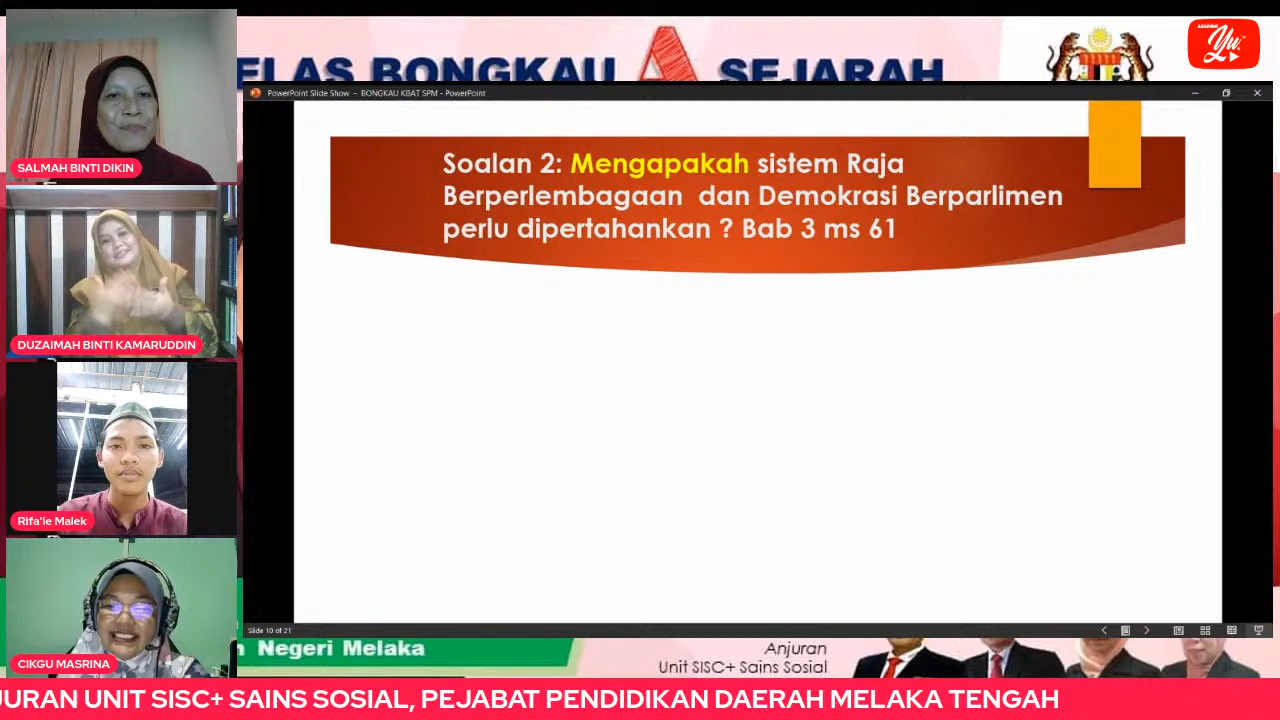 ELAS BONGKAU A SEJARAH
AKADEMI
Yu.
PowerPoint Slide Show - BONGKAU KBAT SPM - PowerPoint
Soalan 2: Mengapakah sistem Raja
Berperlembagaan dan Demokrasi Berparlimen
perlu dipertahankan ? Bab 3 ms 61
SALMAH BINTI DIKIN
DUZAIMAH BINTI KAMARUDDIN
Rifa'ie Malek
CIKGU MASRINA
Slide 10 of 21
n Negeri Melaka
Anjuran
Unit SISC+ Sains Sosial
JURAN UNIT SISC+ SAINS SOSIAL, PEJABAT PENDIDIKAN DAERAH MELAKA TENGAH